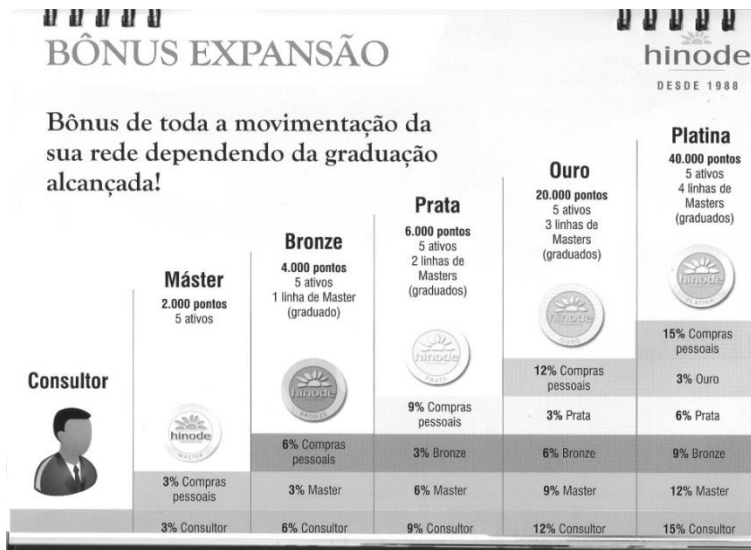 BÔNUS EXPANSÃO
hinode
DESDE 1988
Bônus de toda a movimentação da
sua rede dependendo da graduação
alcançada!
Consultor
Máster
2.000 pontos
5 ativos
hinode
MASTER
3% Compras
pessoais
3% Consultor
Bronze
4.000 pontos
5 ativos
1 linha de Master
(graduado)
hinode
BRONZE
6% Compras
pessoais
3% Master
6% Consultor
Prata
6.000 pontos
5 ativos
2 linhas de
Masters
(graduados)
hinode
PRATA
9% Compras
pessoais
3% Bronze
6% Master
9% Consultor
Ouro
20.000 pontos
5 ativos
3 linhas de
Masters
(graduados)
hinode
OURO
12% Compras
pessoais
3% Prata
6% Bronze
9% Master
12% Consultor
Platina
40.000 pontos
5 ativos
4 linhas de
Masters
(graduados)
hinode
PLATINA
15% Compras
pessoais
3% Ouro
6% Prata
9% Bronze
12% Master
15% Consultor